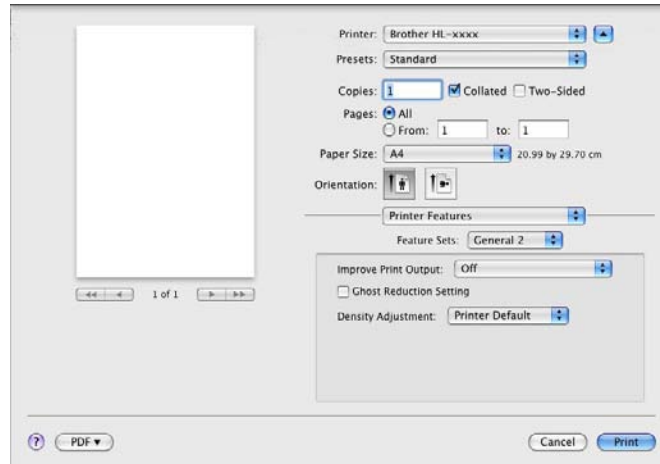 Printer: Brother HL-xxxx
Presets: Standard
Copies: 1 Collated Two-Sided
Pages: All
From: 1 to: 1
Paper Size: A4 20.99 by 29.70 cm
Orientation:
Printer Features
Feature Sets: General 2
Improve Print Output: Off
Ghost Reduction Setting
Density Adjustment: Printer Default
1 of 1
? PDF Cancel Print